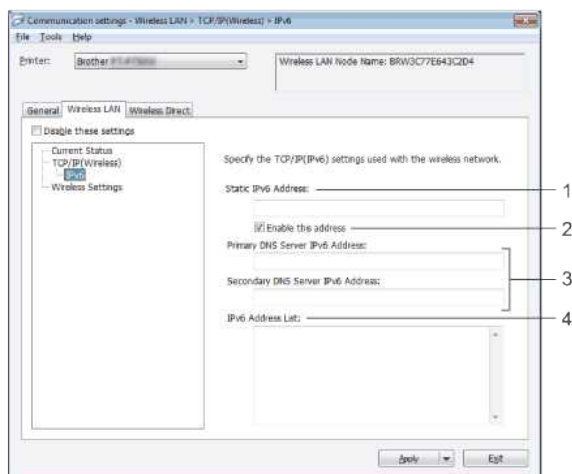 Communication settings - Wireless LAN > TCP/IP(Wireless) > IPv6
File Tools Help
Printer: Brother
Wireless LAN Node Name: BRW3C77E643C2D4
General Wireless LAN Wireless Direct
Disable these settings
Current Status
TCP/IP(Wireless)
IPv6
Wireless Settings
Specify the TCP/IP(IPv6) settings used with the wireless network.
Static IPv6 Address: 1
Enable this address 2
Primary DNS Server IPv6 Address:
3
Secondary DNS Server IPv6 Address:
IPv6 Address List: 4
Apply Exit